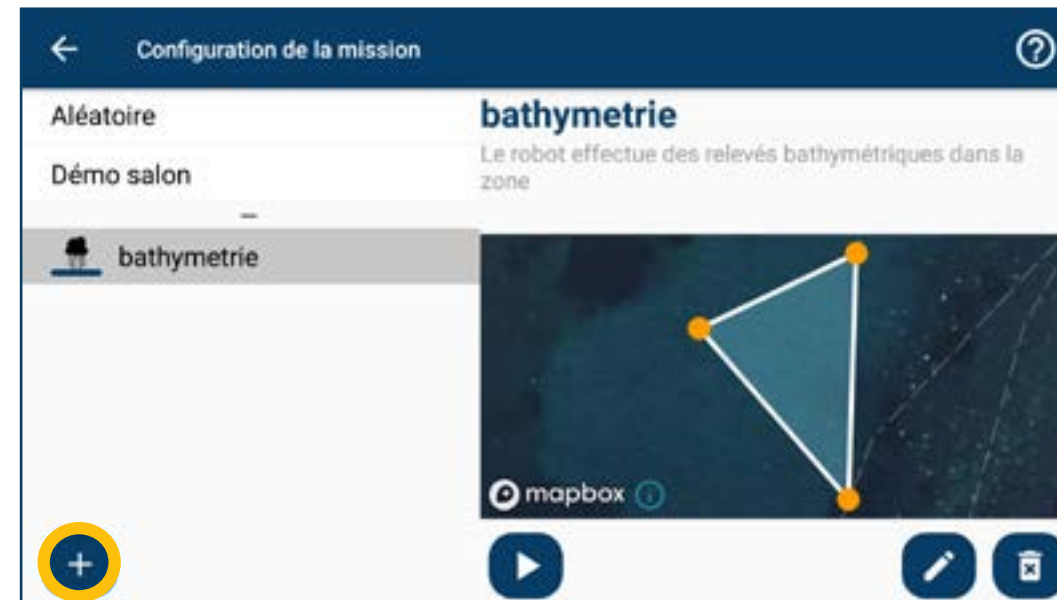 Configuration de la mission
Aléatoire
Démo salon
bathymetrie
bathymetrie
Le robot effectue des relevés bathymétriques dans la
zone
mapbox